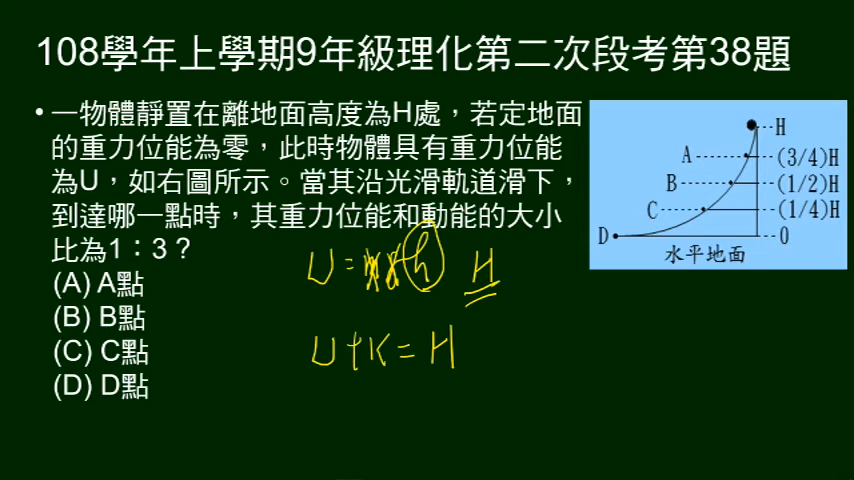 108學年上學期9年級理化第二次段考第38題
• 一物體靜置在離地面高度為H處，若定地面
的重力位能為零，此時物體具有重力位能
為U，如右圖所示。當其沿光滑軌道滑下，
到達哪一點時，其重力位能和動能的大小
比為1：3？
(A) A點
(B) B點
(C) C點
(D) D點
U = h H
U + K = H
H
A (3/4)H
B (1/2)H
C (1/4)H
D 0
水平地面